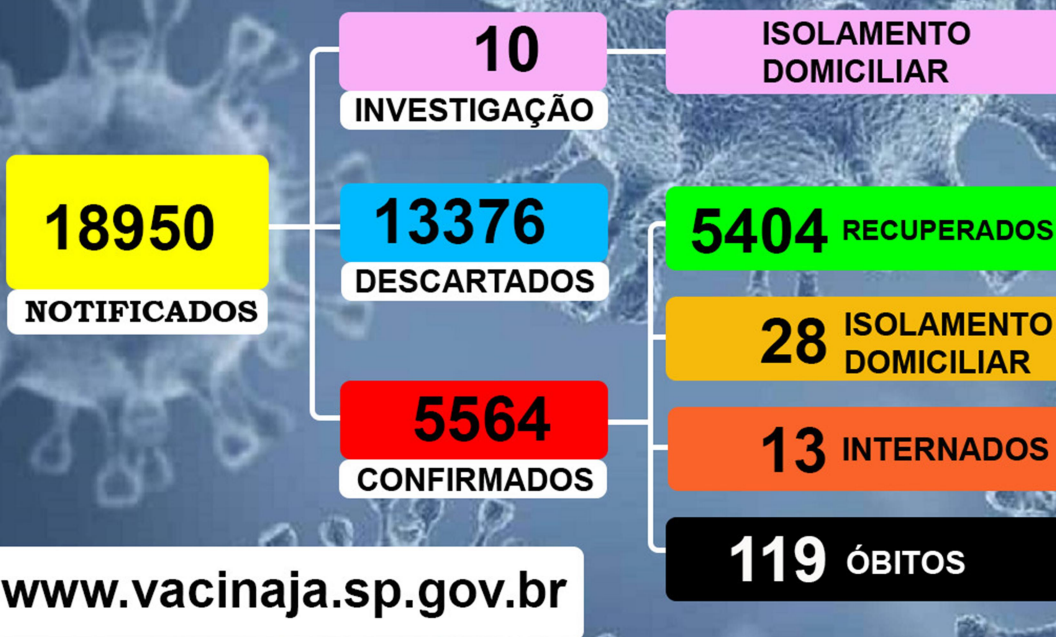 10
INVESTIGAÇÃO
ISOLAMENTO
DOMICILIAR
18950
NOTIFICADOS
13376
DESCARTADOS
5564
CONFIRMADOS
5404 RECUPERADOS
28 ISOLAMENTO
DOMICILIAR
13 INTERNADOS
119 ÓBITOS
www.vacinaja.sp.gov.br